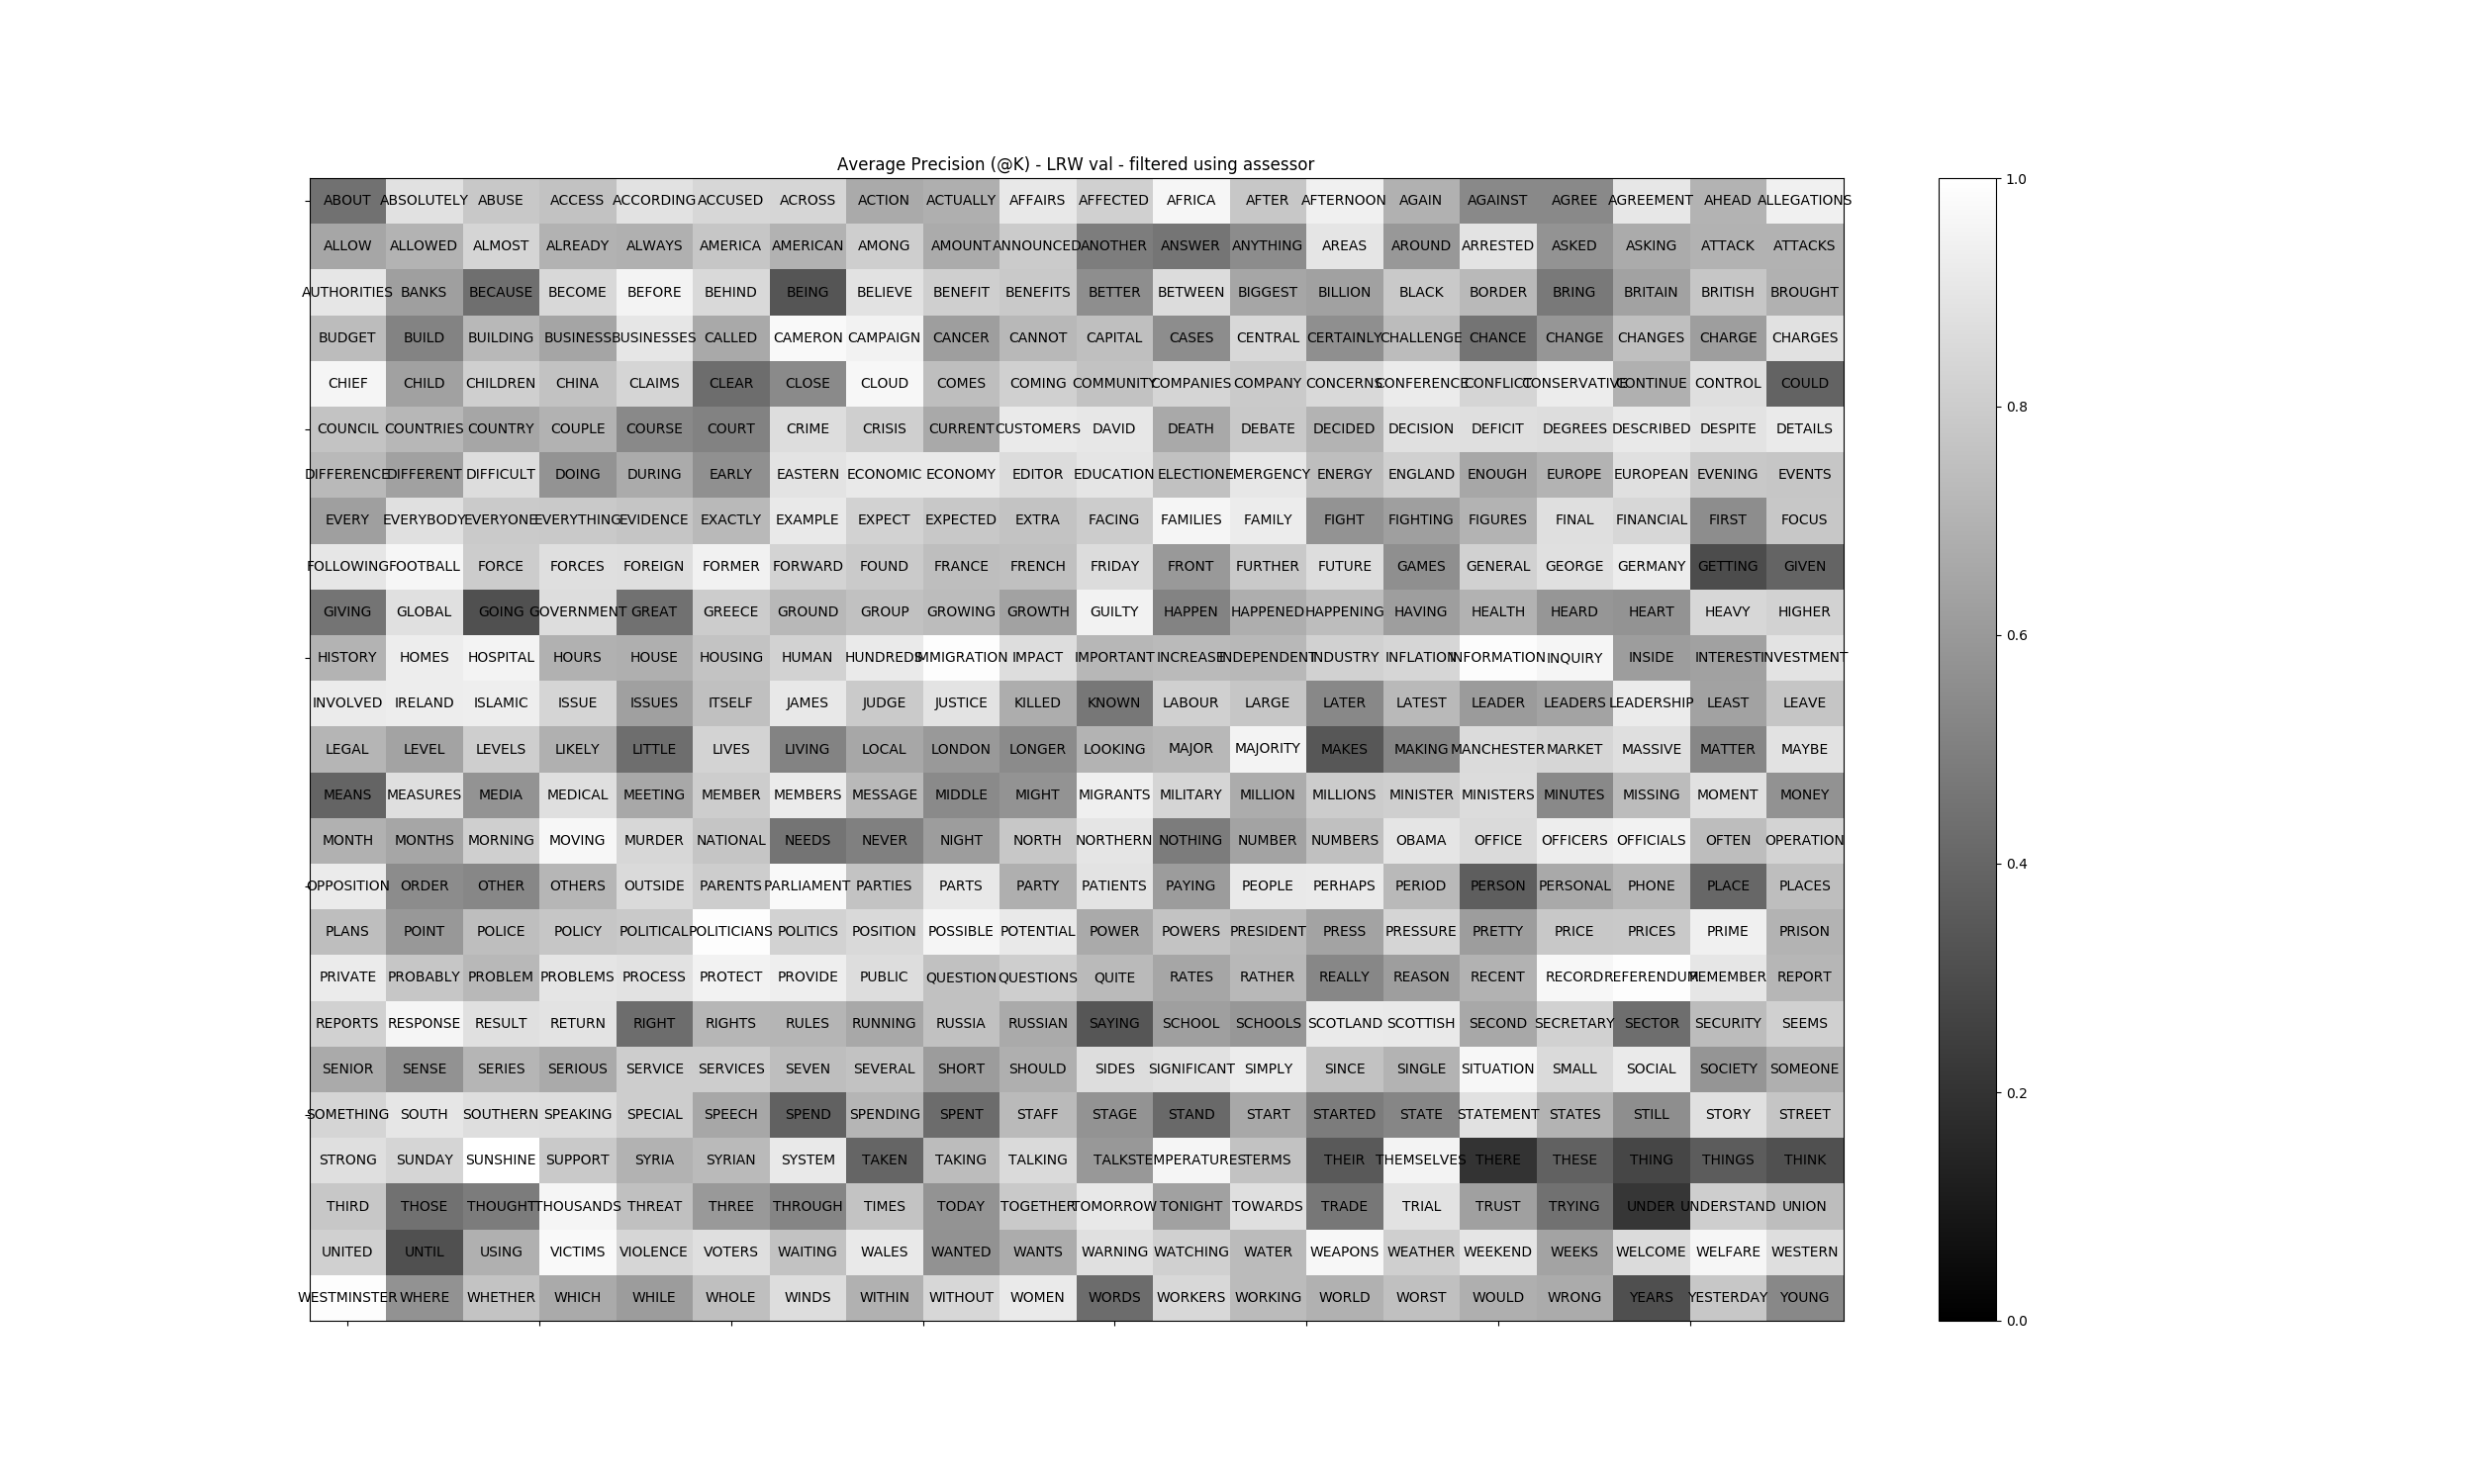 Average Precision (@K) - LRW val - filtered using assessor
ABOUT ABSOLUTELY ABUSE ACCESS ACCORDING ACCUSED ACROSS ACTION ACTUALLY AFFAIRS AFFECTED AFRICA AFTER AFTERNOON AGAIN AGAINST AGREE AGREEMENT AHEAD ALLEGATIONS 1.0
ALLOW ALLOWED ALMOST ALREADY ALWAYS AMERICA AMERICAN AMONG AMOUNT ANNOUNCED ANOTHER ANSWER ANYTHING AREAS AROUND ARRESTED ASKED ASKING ATTACK ATTACKS
AUTHORITIES BANKS BECAUSE BECOME BEFORE BEHIND BEING BELIEVE BENEFIT BENEFITS BETTER BETWEEN BIGGEST BILLION BLACK BORDER BRING BRITAIN BRITISH BROUGHT
BUDGET BUILD BUILDING BUSINESS BUSINESSES CALLED CAMERON CAMPAIGN CANCER CANNOT CAPITAL CASES CENTRAL CERTAINLY CHALLENGE CHANCE CHANGE CHANGES CHARGE CHARGES
CHIEF CHILD CHILDREN CHINA CLAIMS CLEAR CLOSE CLOUD COMES COMING COMMUNITY COMPANIES COMPANY CONCERNS CONFERENCE CONFLICT CONSERVATIVE CONTINUE CONTROL COULD 0.8
COUNCIL COUNTRIES COUNTRY COUPLE COURSE COURT CRIME CRISIS CURRENT CUSTOMERS DAVID DEATH DEBATE DECIDED DECISION DEFICIT DEGREES DESCRIBED DESPITE DETAILS
DIFFERENCE DIFFERENT DIFFICULT DOING DURING EARLY EASTERN ECONOMIC ECONOMY EDITOR EDUCATION ELECTION EMERGENCY ENERGY ENGLAND ENOUGH EUROPE EUROPEAN EVENING EVENTS
EVERY EVERYBODY EVERYONE EVERYTHING EVIDENCE EXACTLY EXAMPLE EXPECT EXPECTED EXTRA FACING FAMILIES FAMILY FIGHT FIGHTING FIGURES FINAL FINANCIAL FIRST FOCUS
FOLLOWING FOOTBALL FORCE FORCES FOREIGN FORMER FORWARD FOUND FRANCE FRENCH FRIDAY FRONT FURTHER FUTURE GAMES GENERAL GEORGE GERMANY GETTING GIVEN
GIVING GLOBAL GOING GOVERNMENT GREAT GREECE GROUND GROUP GROWING GROWTH GUILTY HAPPEN HAPPENED HAPPENING HAVING HEALTH HEARD HEART HEAVY HIGHER 0.6
HISTORY HOMES HOSPITAL HOURS HOUSE HOUSING HUMAN HUNDREDS IMMIGRATION IMPACT IMPORTANT INCREASE INDEPENDENT INDUSTRY INFLATION INFORMATION INQUIRY INSIDE INTEREST INVESTMENT
INVOLVED IRELAND ISLAMIC ISSUE ISSUES ITSELF JAMES JUDGE JUSTICE KILLED KNOWN LABOUR LARGE LATER LATEST LEADER LEADERS LEADERSHIP LEAST LEAVE
LEGAL LEVEL LEVELS LIKELY LITTLE LIVES LIVING LOCAL LONDON LONGER LOOKING MAJOR MAJORITY MAKES MAKING MANCHESTER MARKET MASSIVE MATTER MAYBE
MEANS MEASURES MEDIA MEDICAL MEETING MEMBER MEMBERS MESSAGE MIDDLE MIGHT MIGRANTS MILITARY MILLION MILLIONS MINISTER MINISTERS MINUTES MISSING MOMENT MONEY
MONTH MONTHS MORNING MOVING MURDER NATIONAL NEEDS NEVER NIGHT NORTH NORTHERN NOTHING NUMBER NUMBERS OBAMA OFFICE OFFICERS OFFICIALS OFTEN OPERATION 0.4
OPPOSITION ORDER OTHER OTHERS OUTSIDE PARENTS PARLIAMENT PARTIES PARTS PARTY PATIENTS PAYING PEOPLE PERHAPS PERIOD PERSON PERSONAL PHONE PLACE PLACES
PLANS POINT POLICE POLICY POLITICAL POLITICIANS POLITICS POSITION POSSIBLE POTENTIAL POWER POWERS PRESIDENT PRESS PRESSURE PRETTY PRICE PRICES PRIME PRISON
PRIVATE PROBABLY PROBLEM PROBLEMS PROCESS PROTECT PROVIDE PUBLIC QUESTION QUESTIONS QUITE RATES RATHER REALLY REASON RECENT RECORD REFERENDUM REMEMBER REPORT
REPORTS RESPONSE RESULT RETURN RIGHT RIGHTS RULES RUNNING RUSSIA RUSSIAN SAYING SCHOOL SCHOOLS SCOTLAND SCOTTISH SECOND SECRETARY SECTOR SECURITY SEEMS
SENIOR SENSE SERIES SERIOUS SERVICE SERVICES SEVEN SEVERAL SHORT SHOULD SIDES SIGNIFICANT SIMPLY SINCE SINGLE SITUATION SMALL SOCIAL SOCIETY SOMEONE 0.2
SOMETHING SOUTH SOUTHERN SPEAKING SPECIAL SPEECH SPEND SPENDING SPENT STAFF STAGE STAND START STARTED STATE STATEMENT STATES STILL STORY STREET
STRONG SUNDAY SUNSHINE SUPPORT SYRIA SYRIAN SYSTEM TAKEN TAKING TALKING TALKS TEMPERATURES TERMS THEIR THEMSELVES THERE THESE THING THINGS THINK
THIRD THOSE THOUGHT THOUSANDS THREAT THREE THROUGH TIMES TODAY TOGETHER TOMORROW TONIGHT TOWARDS TRADE TRIAL TRUST TRYING UNDER UNDERSTAND UNION
UNITED UNTIL USING VICTIMS VIOLENCE VOTERS WAITING WALES WANTED WANTS WARNING WATCHING WATER WEAPONS WEATHER WEEKEND WEEKS WELCOME WELFARE WESTERN
WESTMINSTER WHERE WHETHER WHICH WHILE WHOLE WINDS WITHIN WITHOUT WOMEN WORDS WORKERS WORKING WORLD WORST WOULD WRONG YEARS YESTERDAY YOUNG 0.0